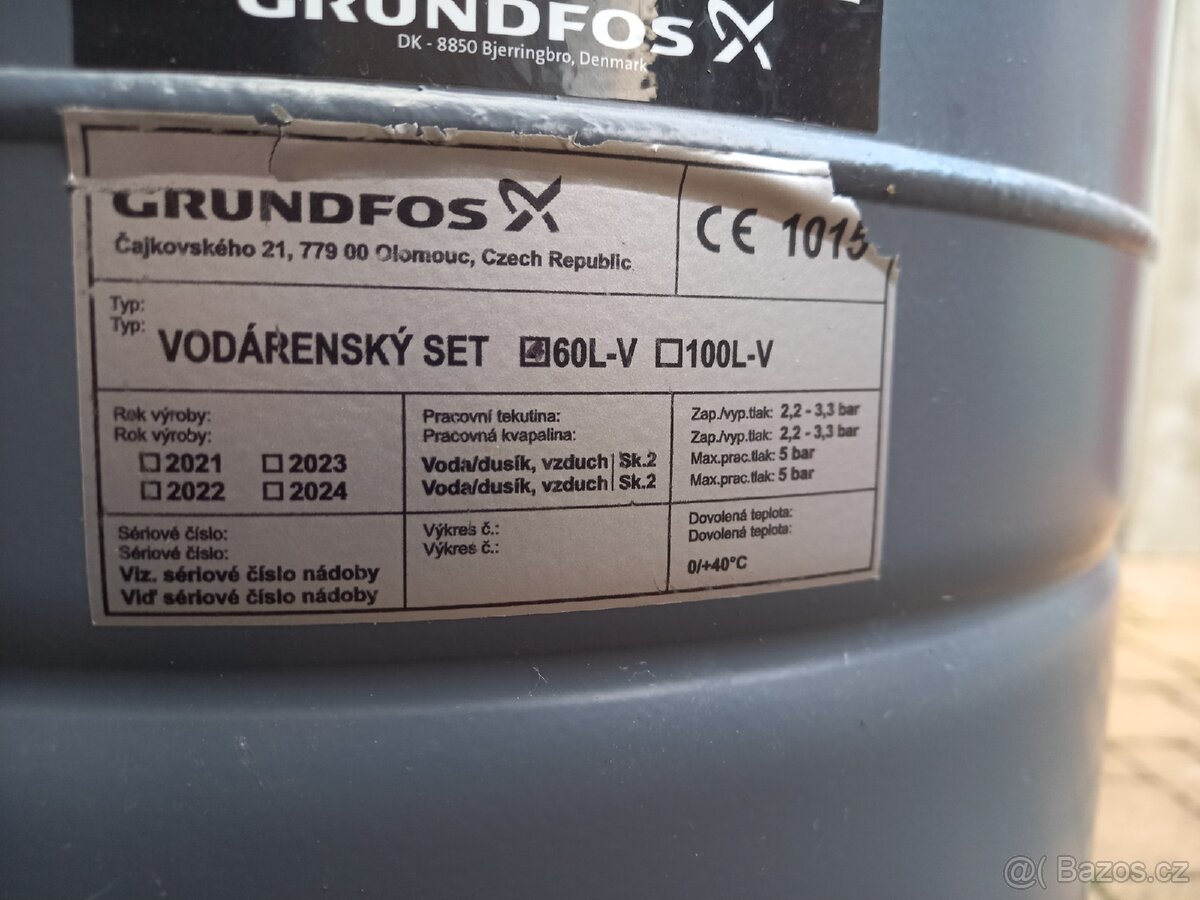 GRUNDFOS
DK - 8850 Bjerringbro, Denmark
GRUNDFOS
Čajkovského 21, 779 00 Olomouc, Czech Republic
CE 1015
Typ:
Typ:
VODÁRENSKÝ SET ☑60L-V ☐100L-V
Rok výroby:
Rok výroby:
☐2021 ☐2023
☐2022 ☐2024
Pracovní tekutina:
Pracovná kvapalina:
Voda/dusík, vzduch Sk.2
Voda/dusík, vzduch Sk.2
Zap./vyp.tlak: 2,2 - 3,3 bar
Zap./vyp.tlak: 2,2 - 3,3 bar
Max.prac.tlak: 5 bar
Max.prac.tlak: 5 bar
Sériové číslo:
Sériové číslo:
Viz. sériové číslo nádoby
Viď sériové číslo nádoby
Výkres č.:
Výkres č.:
Dovolená teplota:
Dovolená teplota:
0/+40°C
@( Bazos.cz